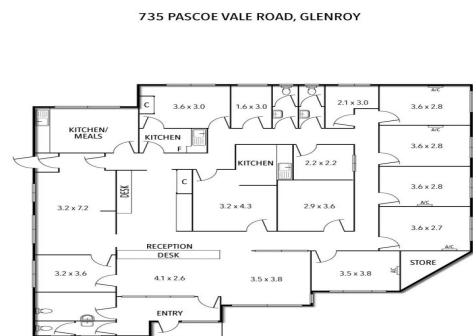 735 PASCOE VALE ROAD, GLENROY
A/C
C
3.6 x 3.0
1.6 x 3.0
2.1 x 3.0
3.6 x 2.8
KITCHEN/
MEALS
KITCHEN
F
A/C
3.6 x 2.8
KITCHEN
2.2 x 2.2
A/C
3.6 x 2.8
A/C
C
DESK
3.2 x 7.2
3.2 x 4.3
2.9 x 3.6
3.6 x 2.7
A/C
RECEPTION
DESK
STORE
3.2 x 3.6
4.1 x 2.6
3.5 x 3.8
3.5 x 3.8
A/C
ENTRY